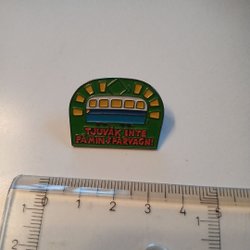 TJUVÅK INTE
PÅ MIN SPÅRVAGN!
0 1 2 3 4 5